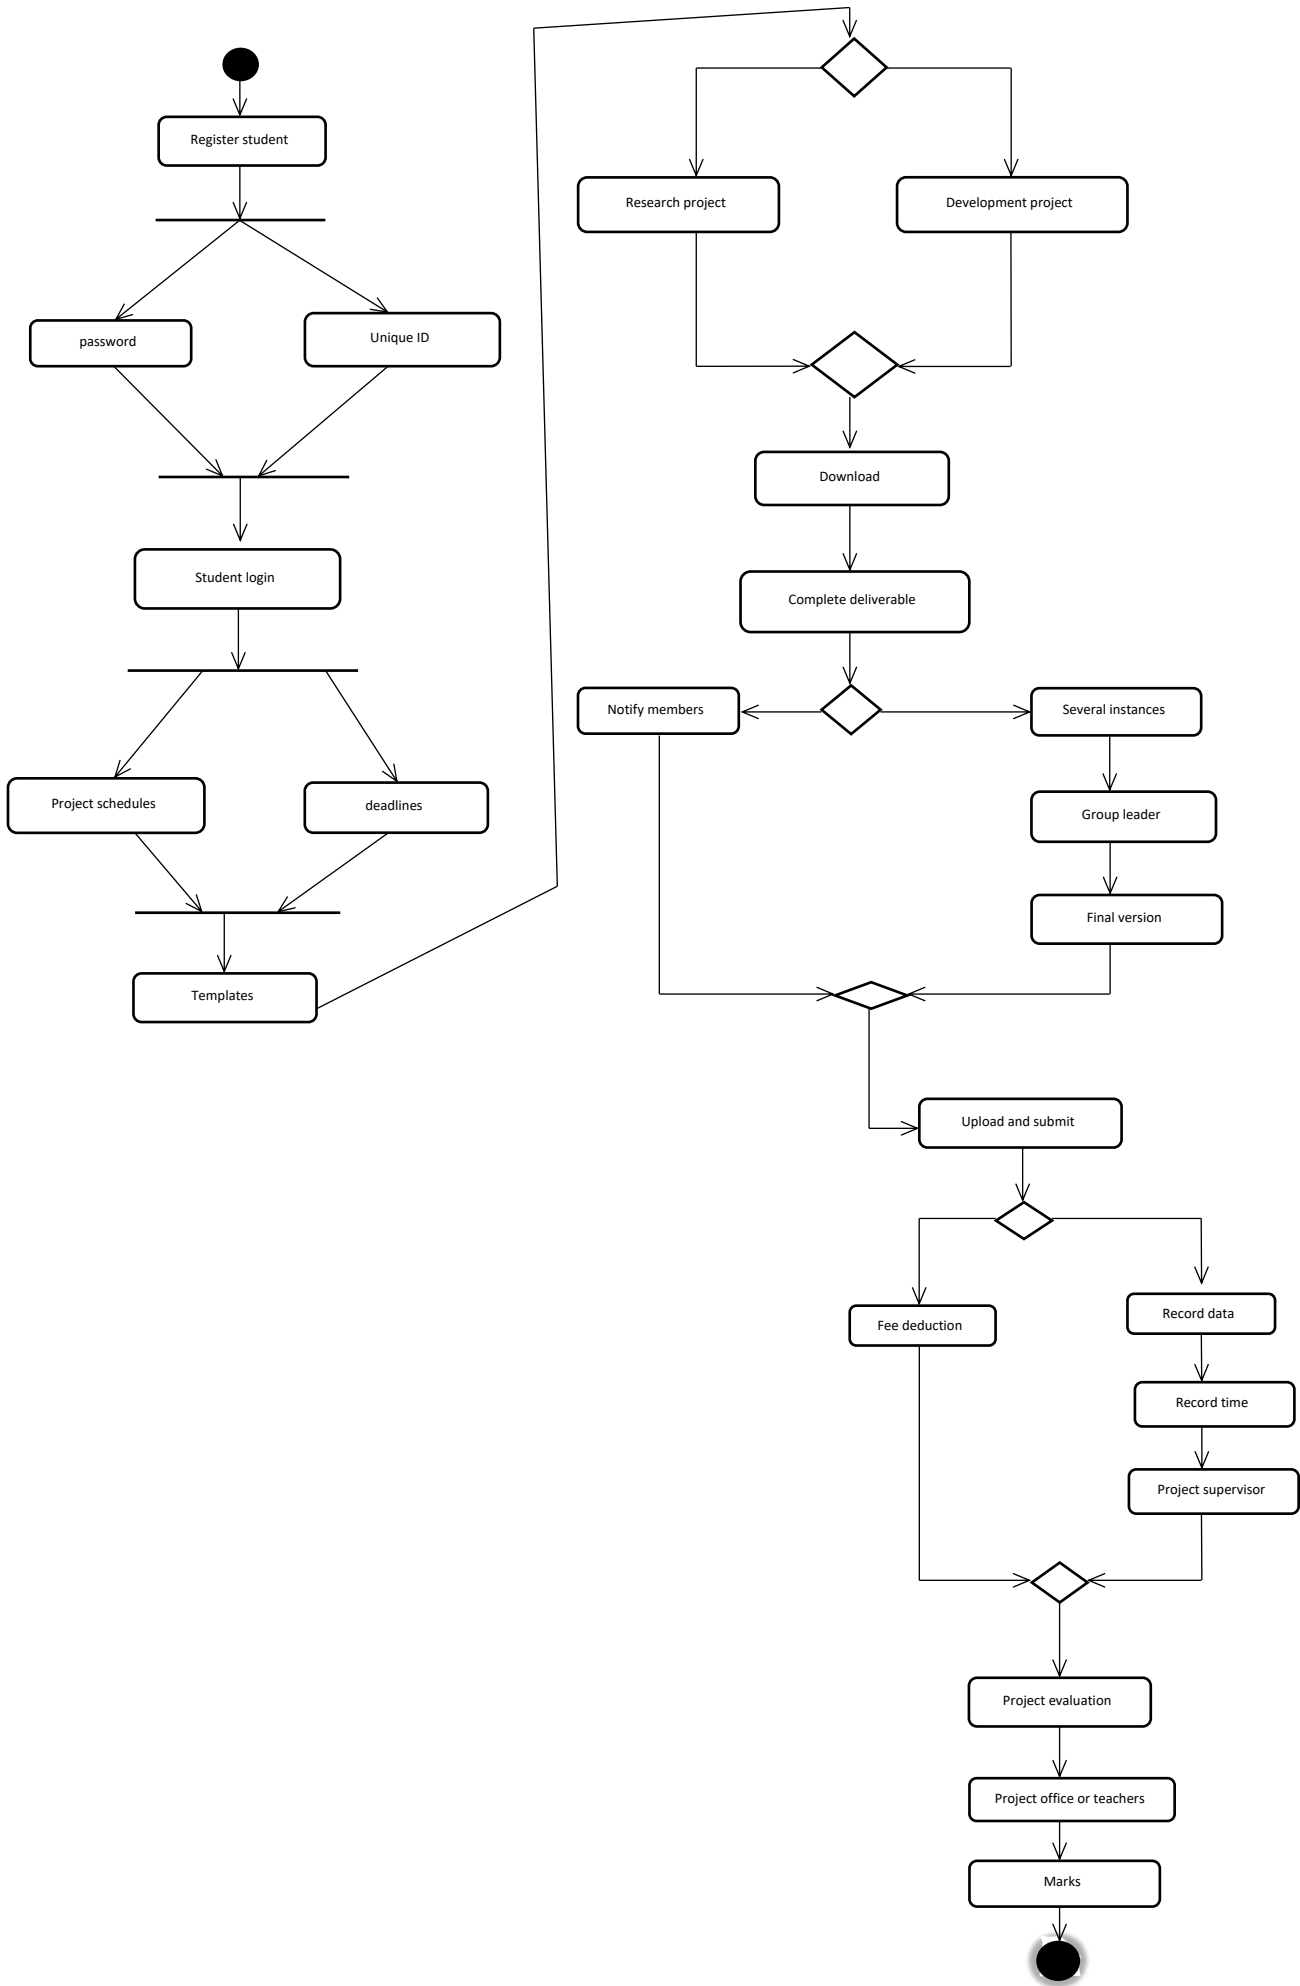 Register student
password
Unique ID
Student login
Project schedules
deadlines
Templates
Research project
Development project
Download
Complete deliverable
Notify members
Several instances
Group leader
Final version
Upload and submit
Fee deduction
Record data
Record time
Project supervisor
Project evaluation
Project office or teachers
Marks